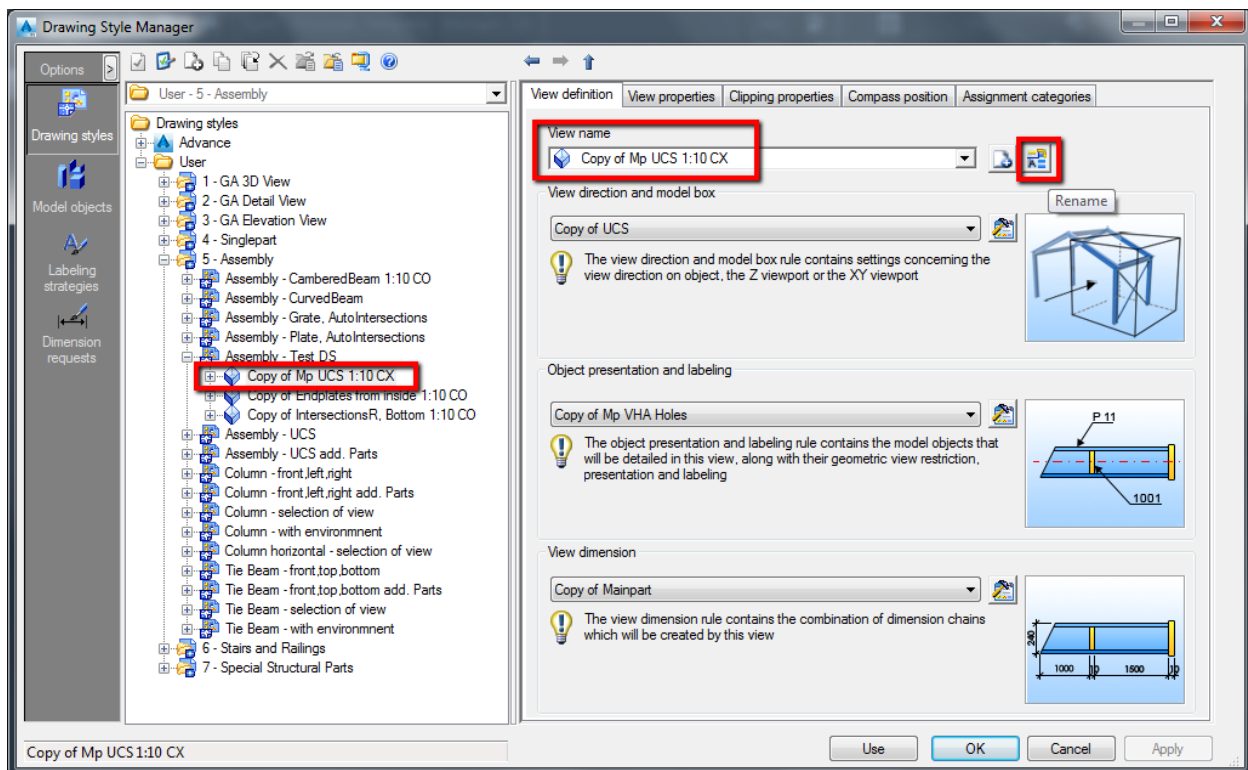 Drawing Style Manager
Options
Drawing styles
Model objects
Labeling
strategies
Dimension
requests
User - 5 - Assembly
Drawing styles
Advance
User
1 - GA 3D View
2 - GA Detail View
3 - GA Elevation View
4 - Singlepart
5 - Assembly
Assembly - CamberedBeam 1:10 CO
Assembly - CurvedBeam
Assembly - Grate, AutoIntersections
Assembly - Plate, AutoIntersections
Assembly - Test DS
Copy of Mp UCS 1:10 CX
Copy of Endplates from inside 1:10 CO
Copy of IntersectionsR, Bottom 1:10 CO
Assembly - UCS
Assembly - UCS add. Parts
Column - front,left,right
Column - front,left,right add. Parts
Column - selection of view
Column - with environmnent
Column horizontal - selection of view
Tie Beam - front,top,bottom
Tie Beam - front,top,bottom add. Parts
Tie Beam - selection of view
Tie Beam - with environmnent
6 - Stairs and Railings
7 - Special Structural Parts
View definition View properties Clipping properties Compass position Assignment categories
View name
Copy of Mp UCS 1:10 CX
Rename
View direction and model box
Copy of UCS
The view direction and model box rule contains settings concerning the
view direction on object, the Z viewport or the XY viewport
Object presentation and labeling
Copy of Mp VHA Holes
The object presentation and labeling rule contains the model objects that
will be detailed in this view, along with their geometric view restriction,
presentation and labeling
P 11
1001
View dimension
Copy of Mainpart
The view dimension rule contains the combination of dimension chains
which will be created by this view
240
1000 10 1500 10
Copy of Mp UCS 1:10 CX
Use OK Cancel Apply